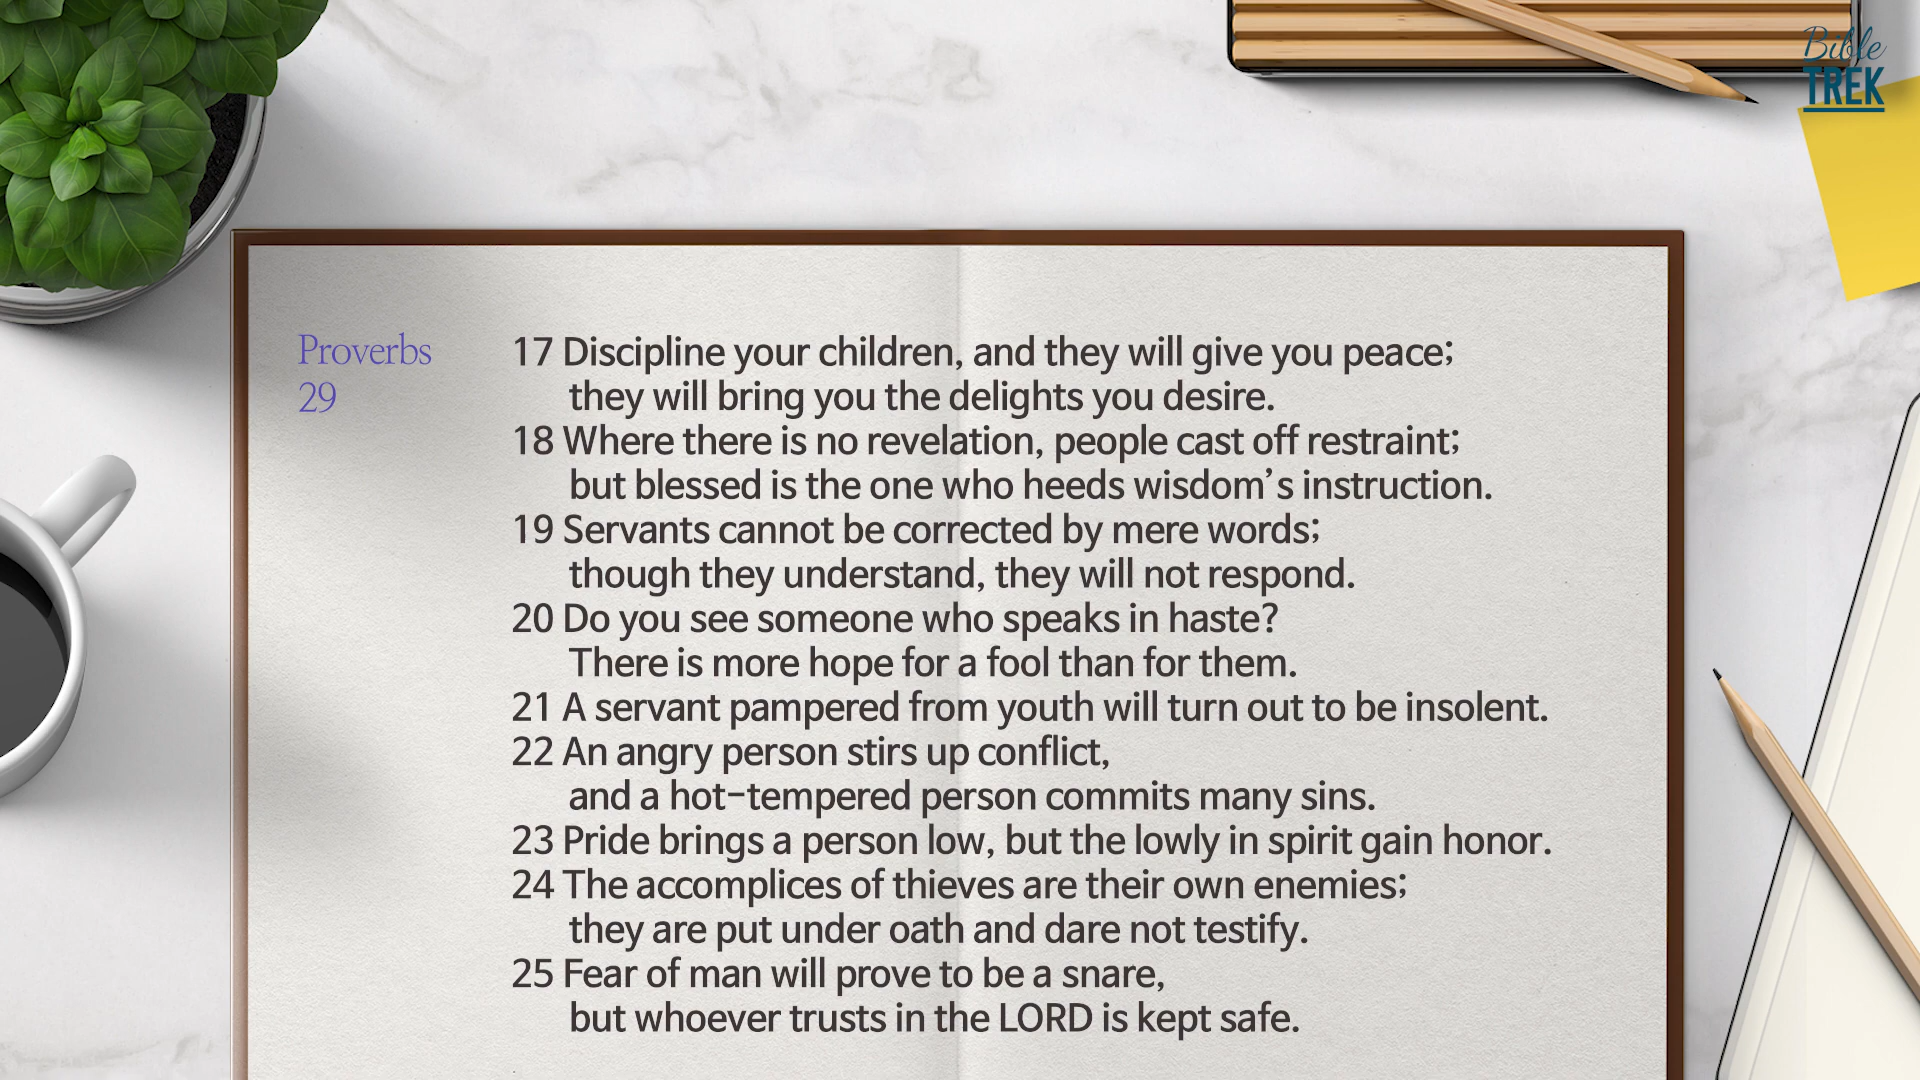 Bible
TREK
Proverbs
29
17 Discipline your children, and they will give you peace;
they will bring you the delights you desire.
18 Where there is no revelation, people cast off restraint;
but blessed is the one who heeds wisdom’s instruction.
19 Servants cannot be corrected by mere words;
though they understand, they will not respond.
20 Do you see someone who speaks in haste?
There is more hope for a fool than for them.
21 A servant pampered from youth will turn out to be insolent.
22 An angry person stirs up conflict,
and a hot-tempered person commits many sins.
23 Pride brings a person low, but the lowly in spirit gain honor.
24 The accomplices of thieves are their own enemies;
they are put under oath and dare not testify.
25 Fear of man will prove to be a snare,
but whoever trusts in the LORD is kept safe.